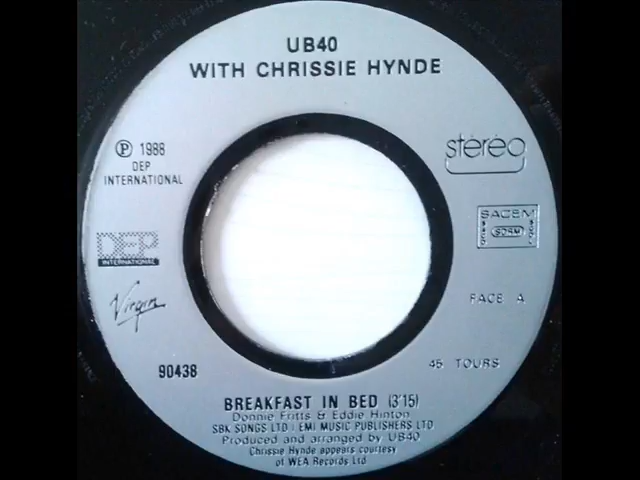 UB40
WITH CHRISSIE HYNDE
℗ 1988
DEP
INTERNATIONAL
stéréo
DEP
INTERNATIONAL
SACEM
SDRM
Virgin
FACE A
90438
45 TOURS
BREAKFAST IN BED (3'15)
Donnie Fritts & Eddie Hinton
SBK SONGS LTD / EMI MUSIC PUBLISHERS LTD
Produced and arranged by UB40
Chrissie Hynde appears courtesy
of WEA Records Ltd